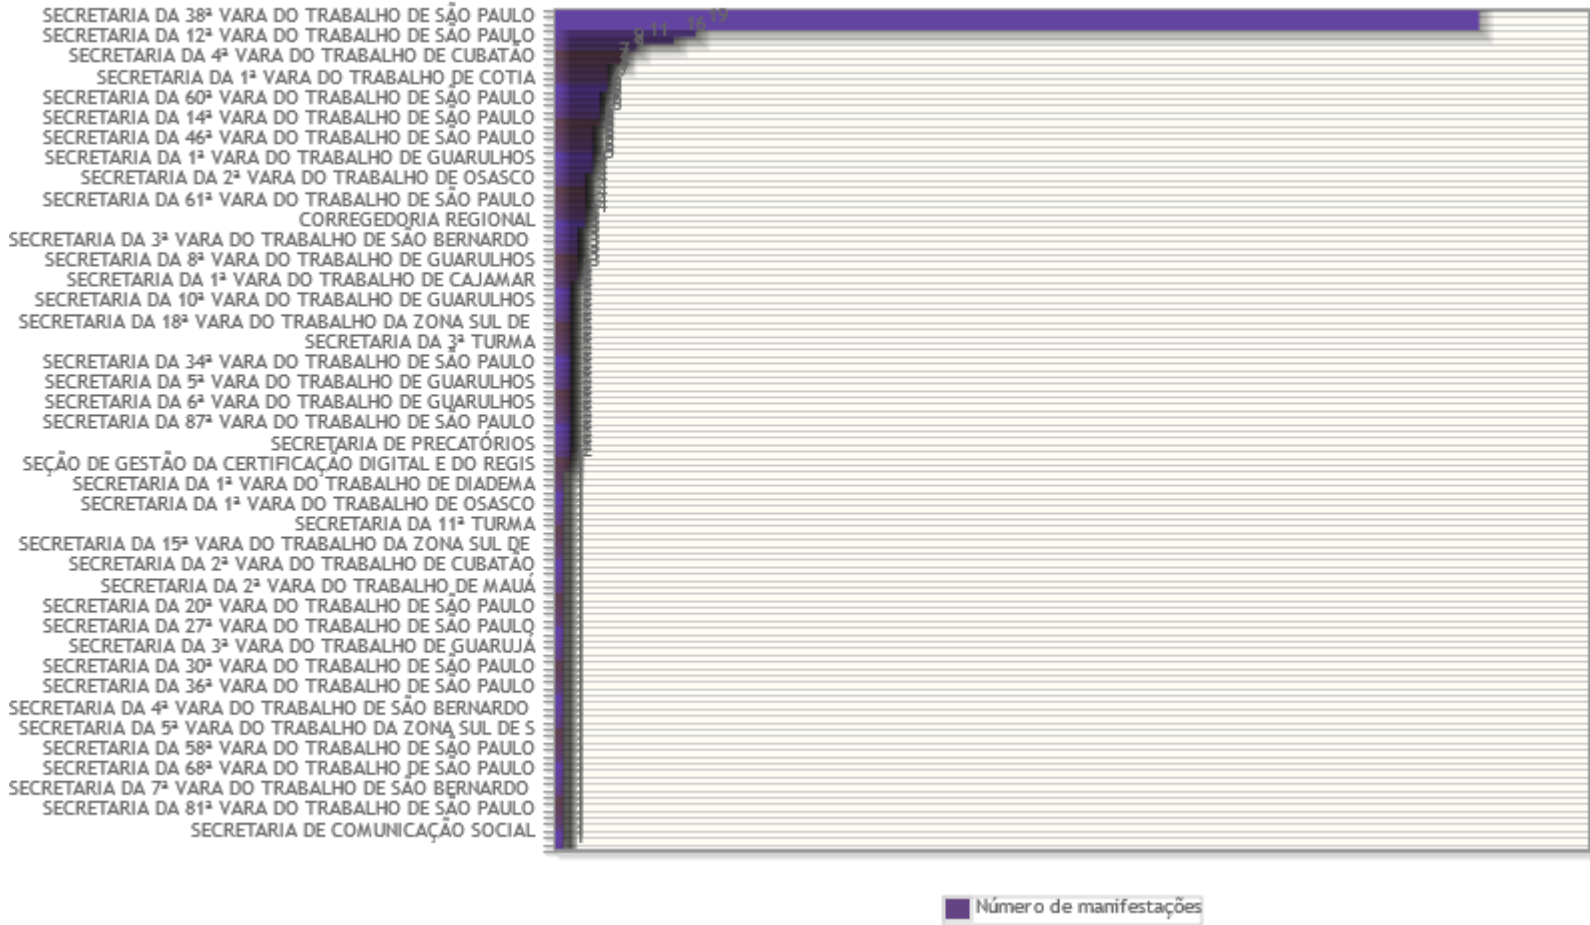 SECRETARIA DA 38ª VARA DO TRABALHO DE SÃO PAULO
SECRETARIA DA 12ª VARA DO TRABALHO DE SÃO PAULO
SECRETARIA DA 4ª VARA DO TRABALHO DE CUBATÃO
SECRETARIA DA 1ª VARA DO TRABALHO DE COTIA
SECRETARIA DA 60ª VARA DO TRABALHO DE SÃO PAULO
SECRETARIA DA 14ª VARA DO TRABALHO DE SÃO PAULO
SECRETARIA DA 46ª VARA DO TRABALHO DE SÃO PAULO
SECRETARIA DA 1ª VARA DO TRABALHO DE GUARULHOS
SECRETARIA DA 2ª VARA DO TRABALHO DE OSASCO
SECRETARIA DA 61ª VARA DO TRABALHO DE SÃO PAULO
CORREGEDORIA REGIONAL
SECRETARIA DA 3ª VARA DO TRABALHO DE SÃO BERNARDO
SECRETARIA DA 8ª VARA DO TRABALHO DE GUARULHOS
SECRETARIA DA 1ª VARA DO TRABALHO DE CAJAMAR
SECRETARIA DA 10ª VARA DO TRABALHO DE GUARULHOS
SECRETARIA DA 18ª VARA DO TRABALHO DA ZONA SUL DE
SECRETARIA DA 3ª TURMA
SECRETARIA DA 34ª VARA DO TRABALHO DE SÃO PAULO
SECRETARIA DA 5ª VARA DO TRABALHO DE GUARULHOS
SECRETARIA DA 6ª VARA DO TRABALHO DE GUARULHOS
SECRETARIA DA 87ª VARA DO TRABALHO DE SÃO PAULO
SECRETARIA DE PRECATÓRIOS
SEÇÃO DE GESTÃO DA CERTIFICAÇÃO DIGITAL E DO REGIS
SECRETARIA DA 1ª VARA DO TRABALHO DE DIADEMA
SECRETARIA DA 1ª VARA DO TRABALHO DE OSASCO
SECRETARIA DA 11ª TURMA
SECRETARIA DA 15ª VARA DO TRABALHO DA ZONA SUL DE
SECRETARIA DA 2ª VARA DO TRABALHO DE CUBATÃO
SECRETARIA DA 2ª VARA DO TRABALHO DE MAUÁ
SECRETARIA DA 20ª VARA DO TRABALHO DE SÃO PAULO
SECRETARIA DA 27ª VARA DO TRABALHO DE SÃO PAULO
SECRETARIA DA 3ª VARA DO TRABALHO DE GUARUJÁ
SECRETARIA DA 30ª VARA DO TRABALHO DE SÃO PAULO
SECRETARIA DA 36ª VARA DO TRABALHO DE SÃO PAULO
SECRETARIA DA 4ª VARA DO TRABALHO DE SÃO BERNARDO
SECRETARIA DA 5ª VARA DO TRABALHO DA ZONA SUL DE S
SECRETARIA DA 58ª VARA DO TRABALHO DE SÃO PAULO
SECRETARIA DA 68ª VARA DO TRABALHO DE SÃO PAULO
SECRETARIA DA 7ª VARA DO TRABALHO DE SÃO BERNARDO
SECRETARIA DA 81ª VARA DO TRABALHO DE SÃO PAULO
SECRETARIA DE COMUNICAÇÃO SOCIAL
19
16
11
Número de manifestações